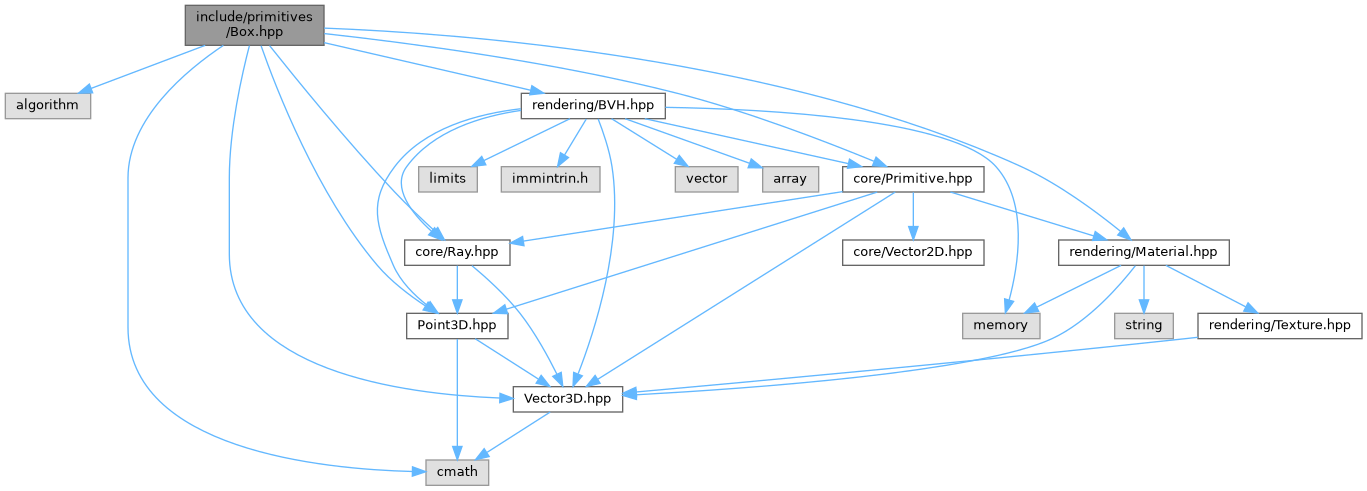 include/primitives
/Box.hpp
algorithm
rendering/BVH.hpp
limits
immintrin.h
vector
array
core/Primitive.hpp
core/Ray.hpp
core/Vector2D.hpp
rendering/Material.hpp
Point3D.hpp
memory
string
rendering/Texture.hpp
Vector3D.hpp
cmath